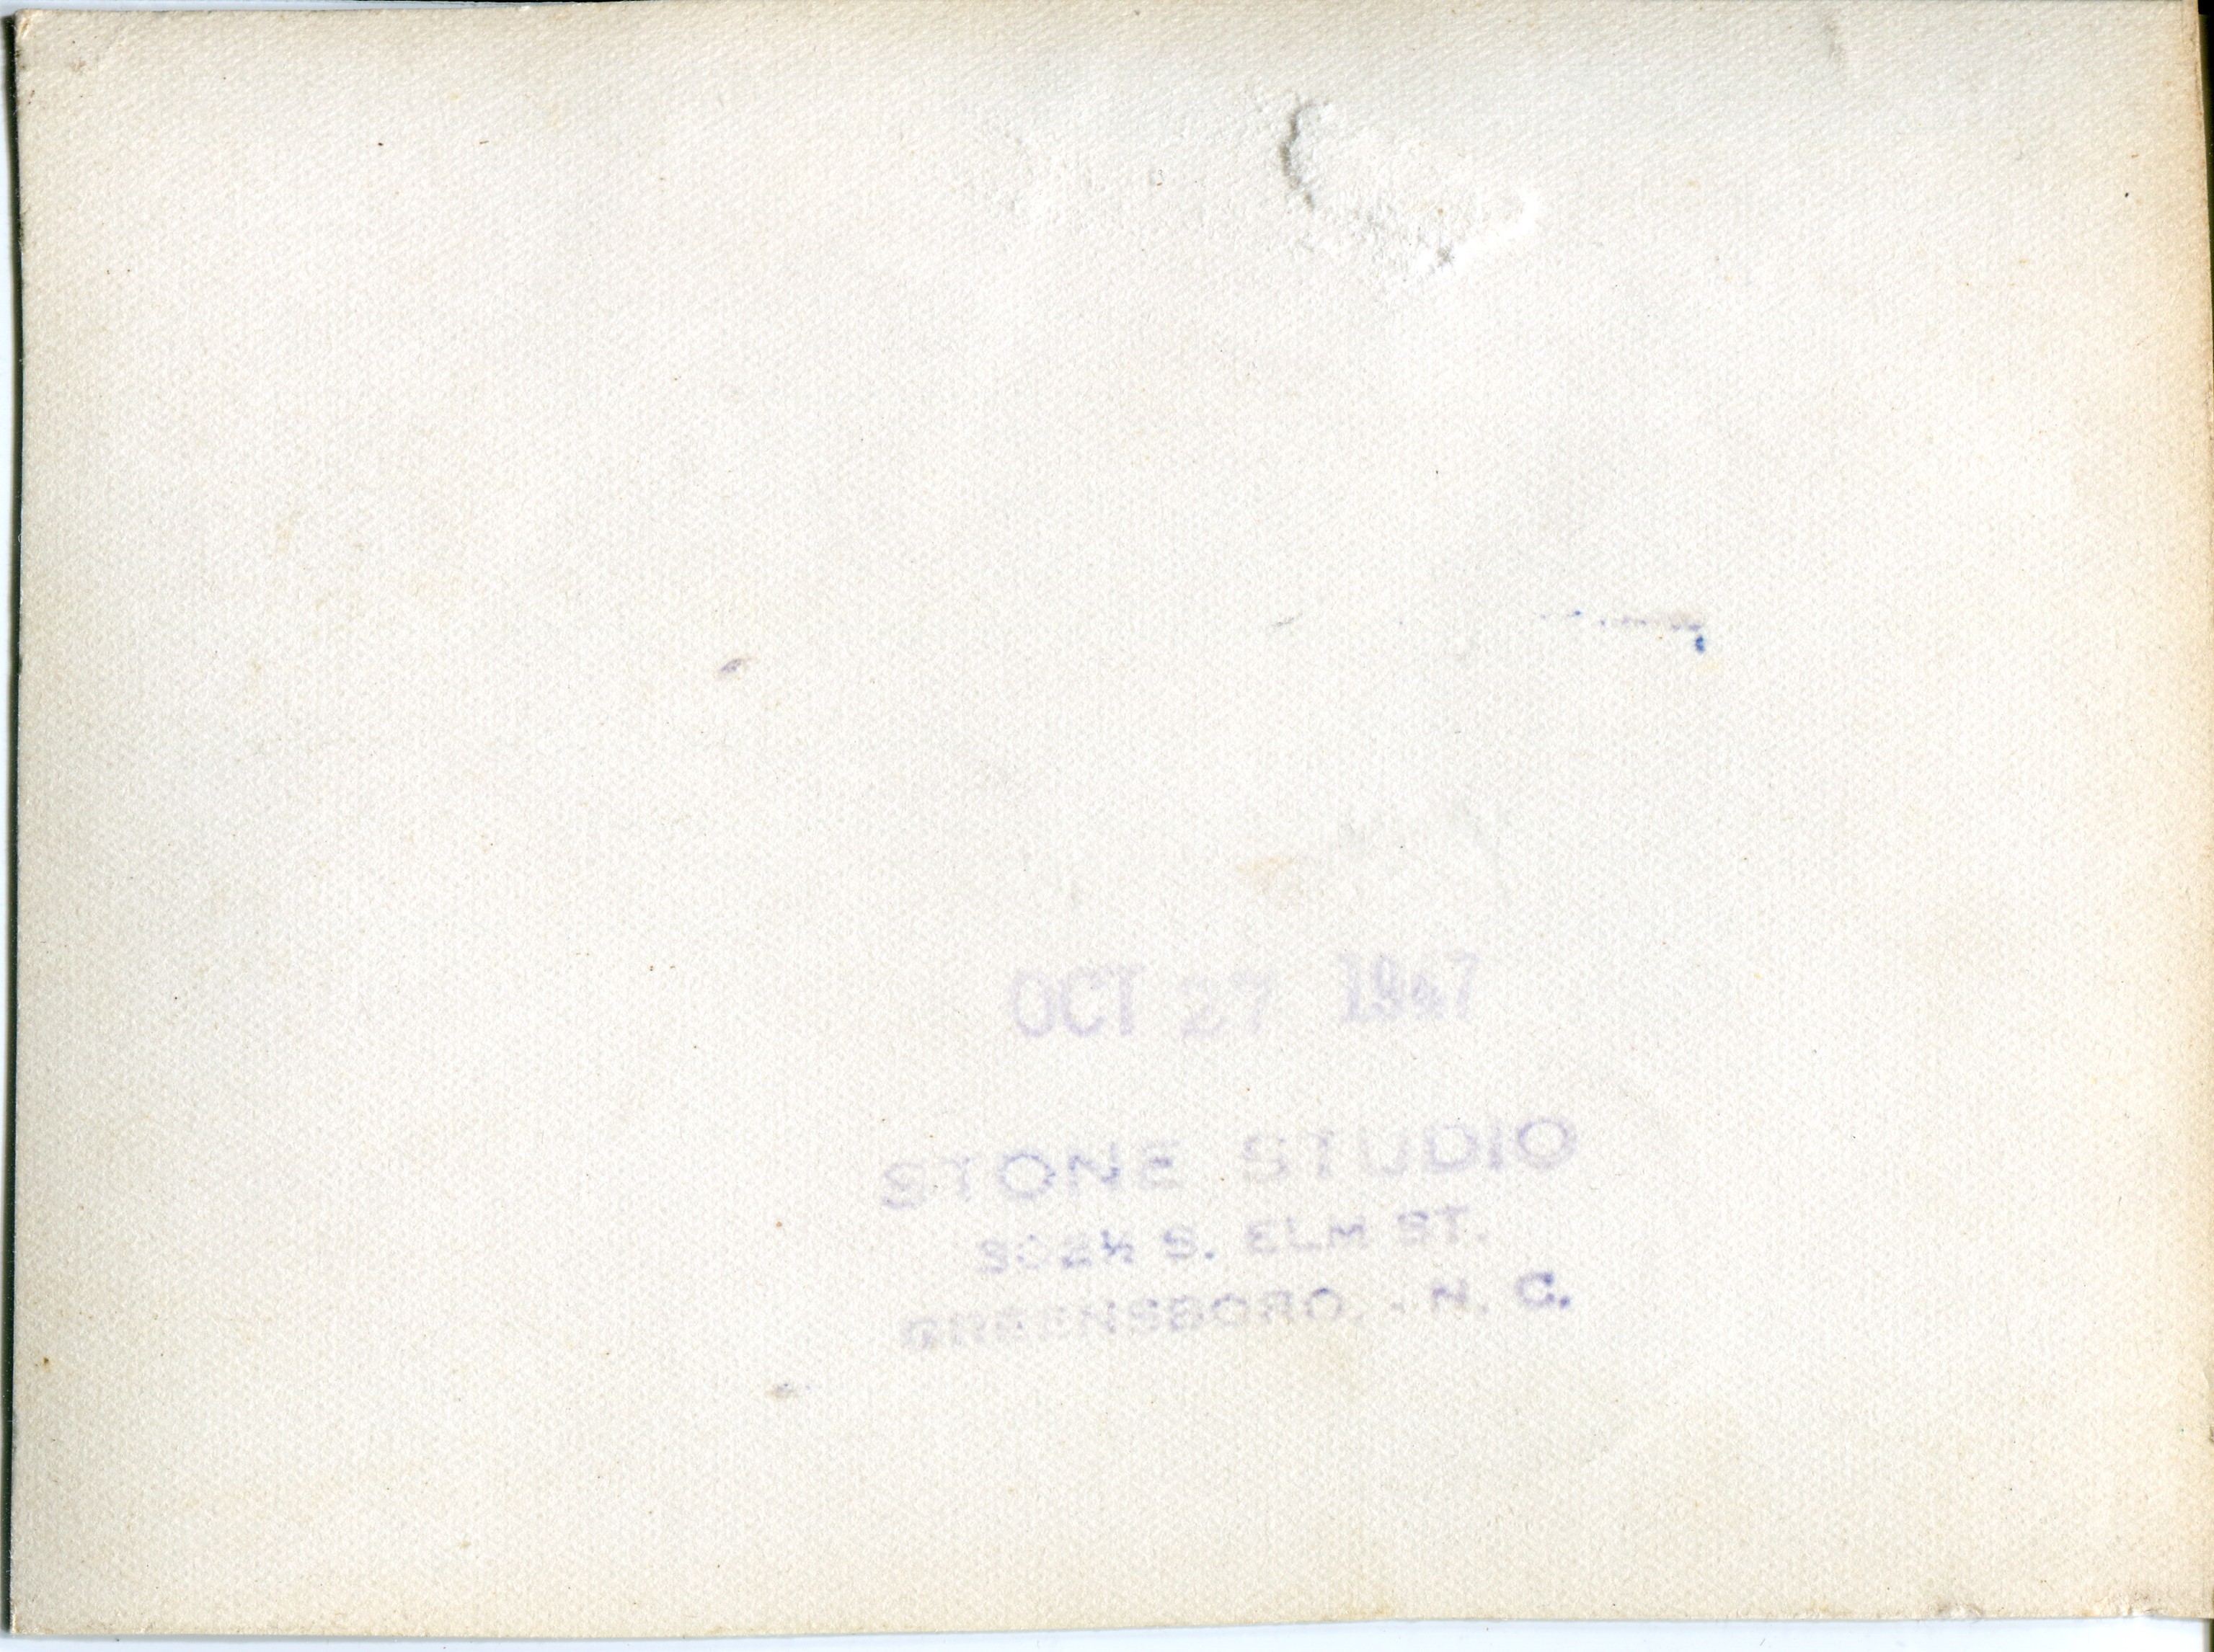 OCT 27 1947
STONE STUDIO
302½ S. ELM ST.
GREENSBORO, - N. C.